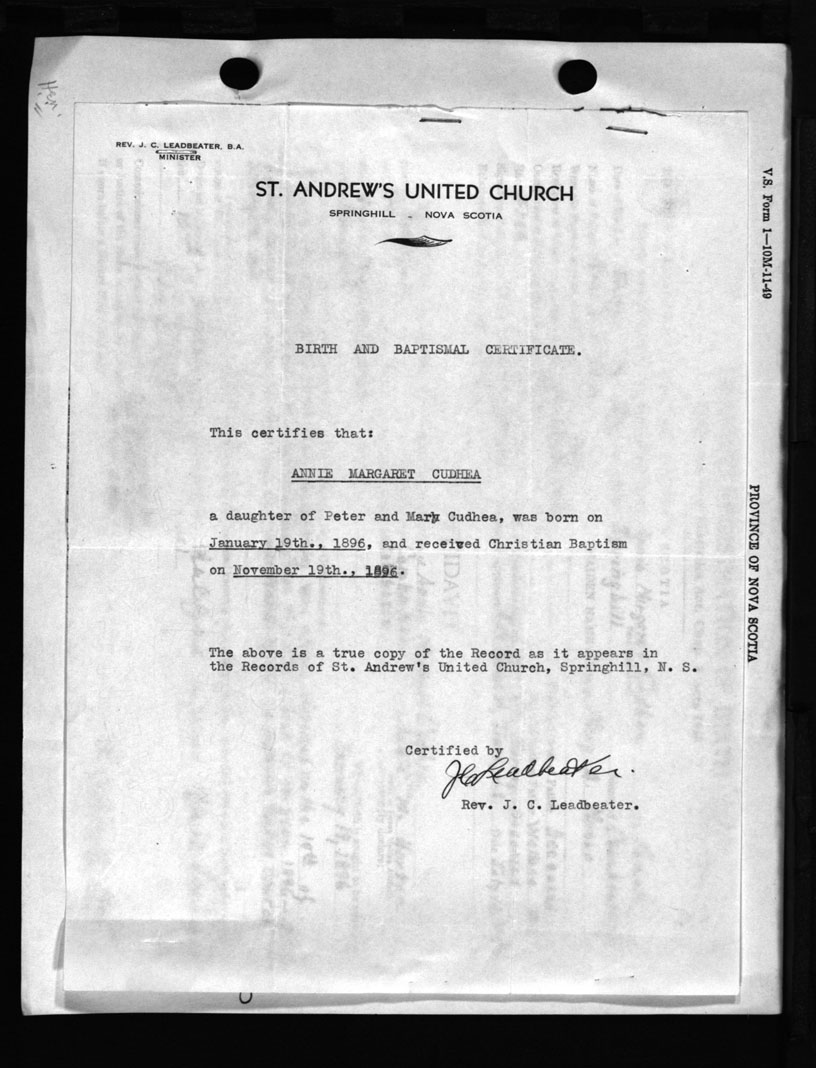 REV. J. C. LEADBEATER, B.A.
MINISTER
ST. ANDREW'S UNITED CHURCH
SPRINGHILL - NOVA SCOTIA
BIRTH AND BAPTISMAL CERTIFICATE.
This certifies that:
ANNIE MARGARET CUDHEA
a daughter of Peter and Mary Cudhea, was born on
January 19th., 1896, and received Christian Baptism
on November 19th., 1896.
The above is a true copy of the Record as it appears in
the Records of St. Andrew's United Church, Springhill, N. S.
Certified by
J C Leadbeater.
Rev. J. C. Leadbeater.
V.S. Form 1—10M-11-49
PROVINCE OF NOVA SCOTIA